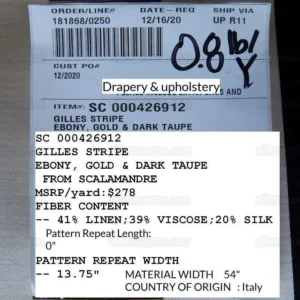 ORDER/LINE# DATE - REQ SHIP VIA
181868/0250 12/16/20 UP R11
CUST PO#
12/2020
0.8 lb/Y
Drapery & upholstery
AND
ITEM#: SC 000426912
GILLES STRIPE
EBONY, GOLD & DARK TAUPE
SC 000426912
GILLES STRIPE
EBONY, GOLD & DARK TAUPE
FROM SCALAMANDRE
MSRP/yard:$278
FIBER CONTENT
-- 41% LINEN;39% VISCOSE;20% SILK
Pattern Repeat Length:
0"
PATTERN REPEAT WIDTH
-- 13.75" MATERIAL WIDTH 54"
COUNTRY OF ORIGIN : Italy